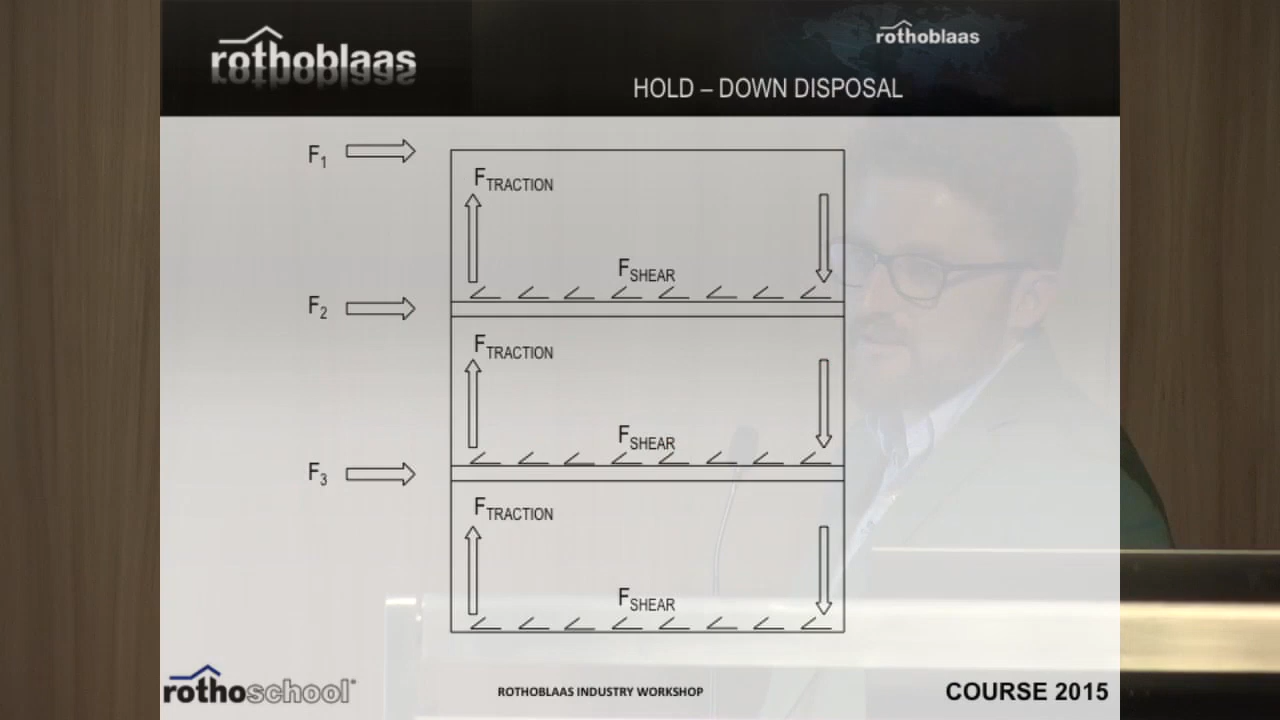 rothoblaas
rothoblaas
HOLD – DOWN DISPOSAL
F1
FTRACTION
FSHEAR
F2
FTRACTION
FSHEAR
F3
FTRACTION
FSHEAR
rothoschool
ROTHOBLAAS INDUSTRY WORKSHOP
COURSE 2015